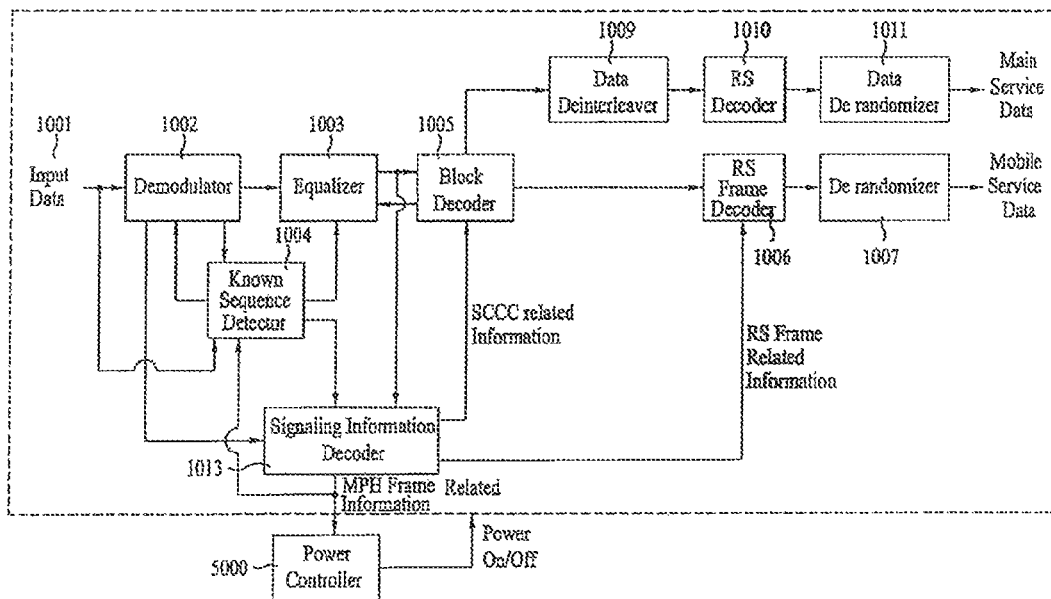 1009
1010
1011
Data
Deinterleaver
RS
Decoder
Data
De randomizer
Main
Service
Data
1001
1002
1003
1005
Input
Data
Demodulator
Equalizer
Block
Decoder
RS
Frame
Decoder
De randomizer
Mobile
Service
Data
1004
1006
1007
Known
Sequence
Detector
SCCC related
Information
RS Frame
Related
Information
Signaling Information
Decoder
1013
MPH Frame Related
Information
Power
On/Off
5000
Power
Controller